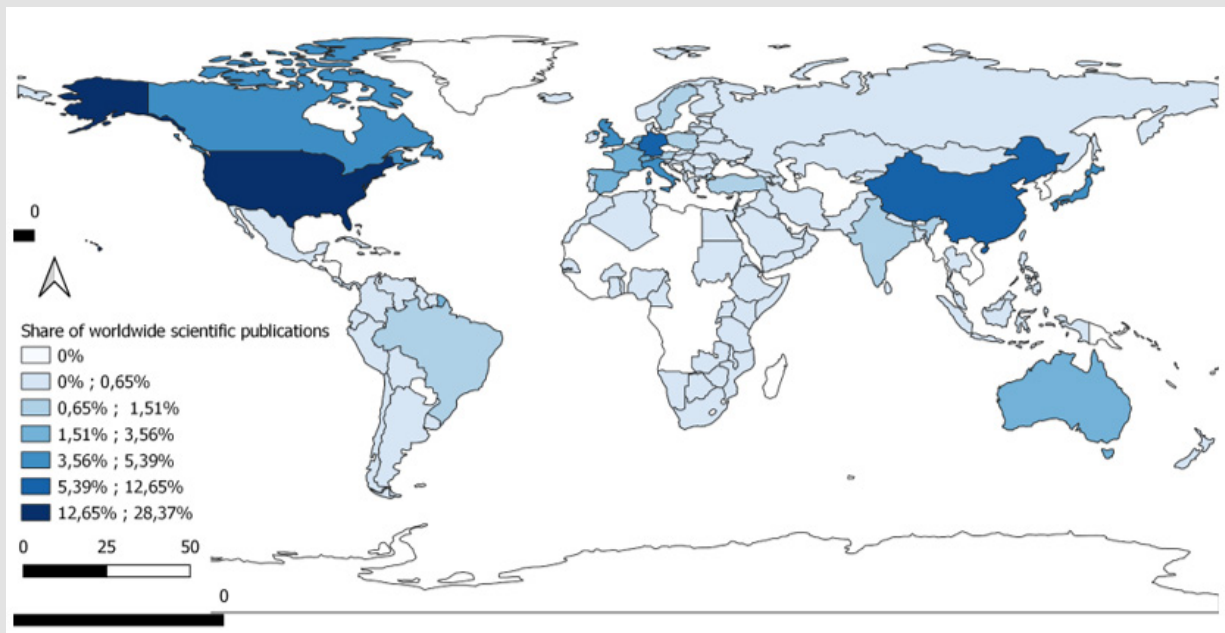 0
Share of worldwide scientific publications
0%
0% ; 0,65%
0,65% ; 1,51%
1,51% ; 3,56%
3,56% ; 5,39%
5,39% ; 12,65%
12,65% ; 28,37%
0 25 50
0